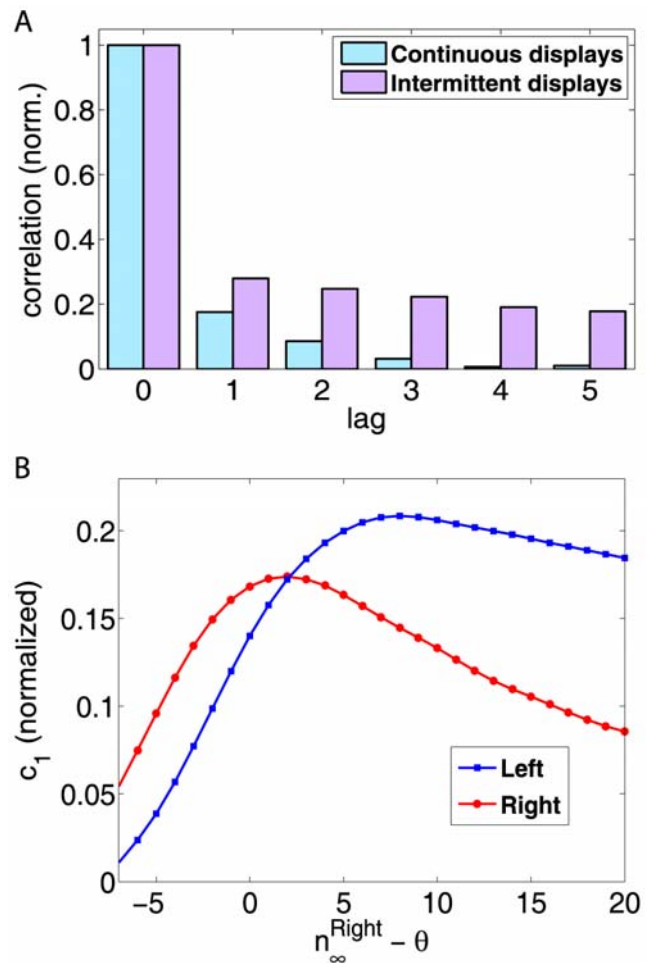 A
1
0.8
0.6
0.4
0.2
0
correlation (norm.)
Continuous displays
Intermittent displays
0 1 2 3 4 5
lag
B
0.2
0.15
0.1
0.05
0
c₁ (normalized)
Left
Right
−5 0 5 10 15 20
n∞^Right − θ